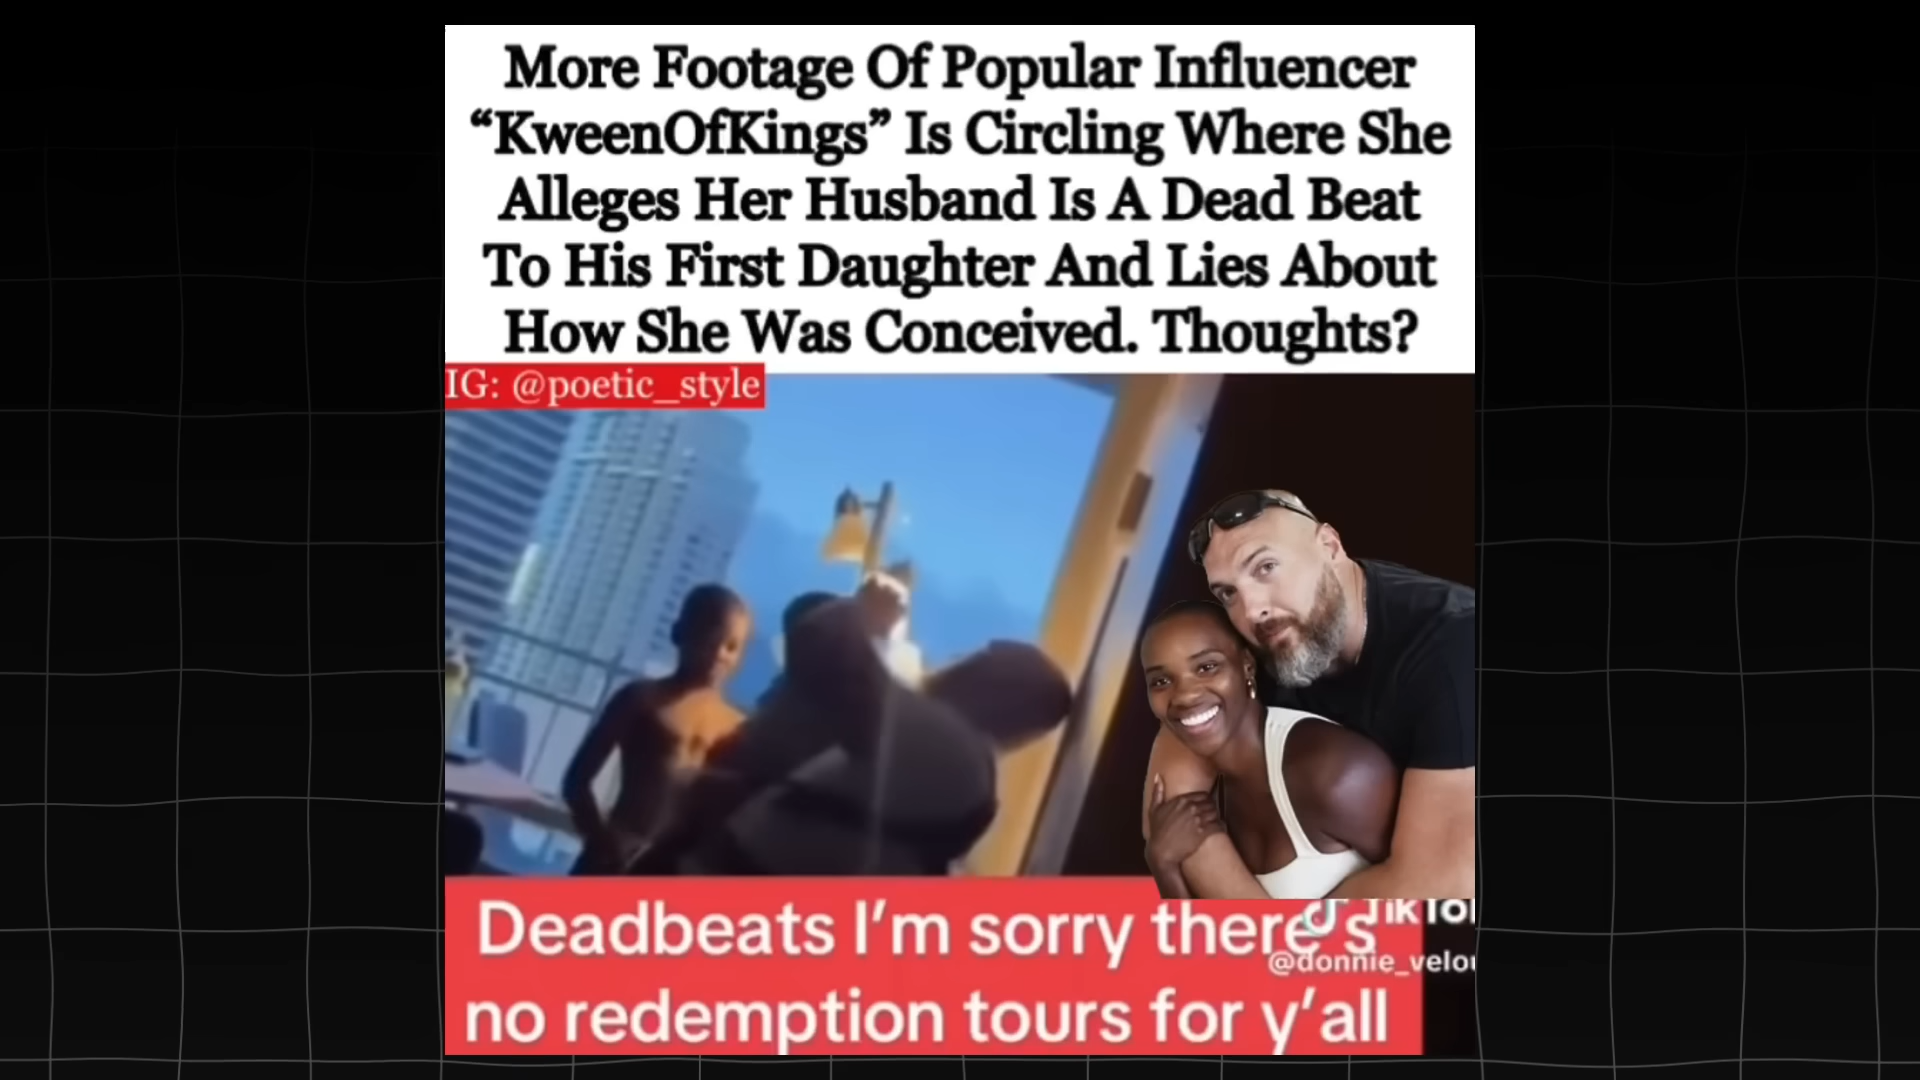 More Footage Of Popular Influencer
“KweenOfKings” Is Circling Where She
Alleges Her Husband Is A Dead Beat
To His First Daughter And Lies About
How She Was Conceived. Thoughts?
IG: @poetic_style
Deadbeats I’m sorry there’s
TikTo
@donnie_velou
no redemption tours for y’all